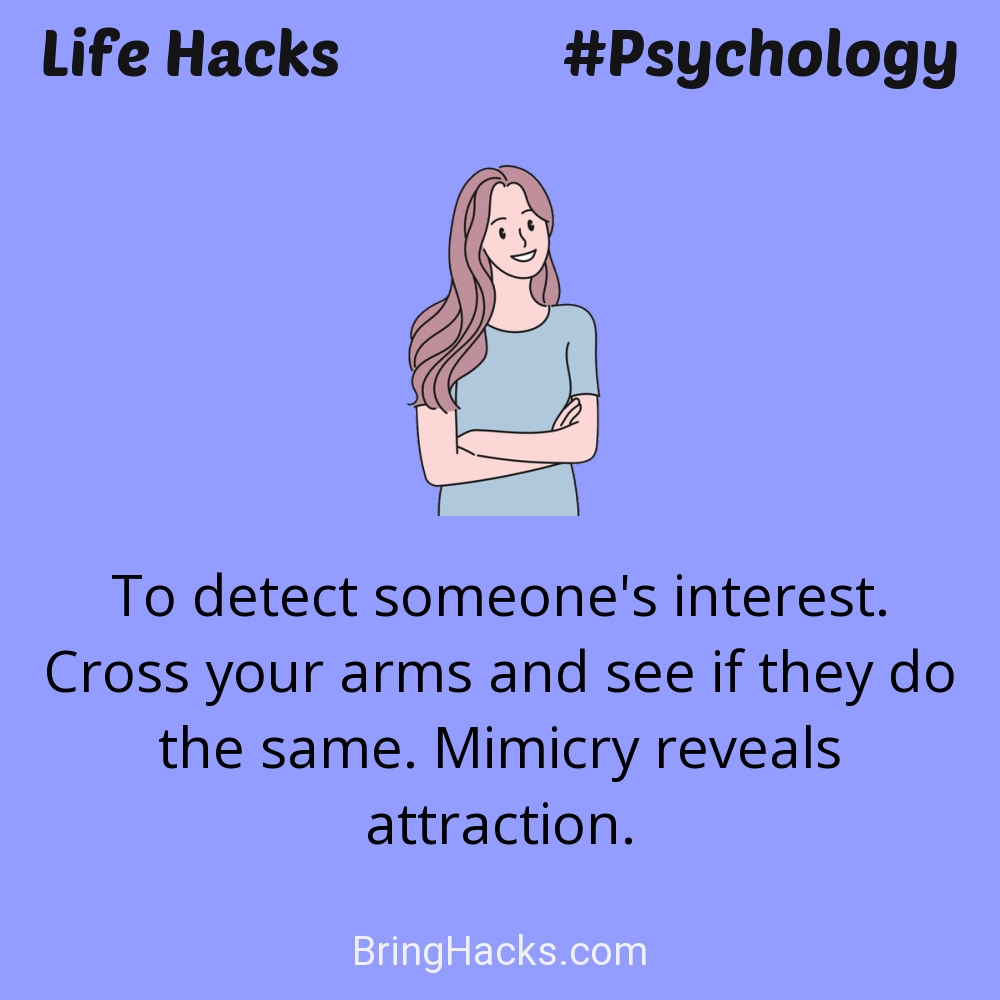 Life Hacks
#Psychology
To detect someone's interest.
Cross your arms and see if they do
the same. Mimicry reveals
attraction.
BringHacks.com